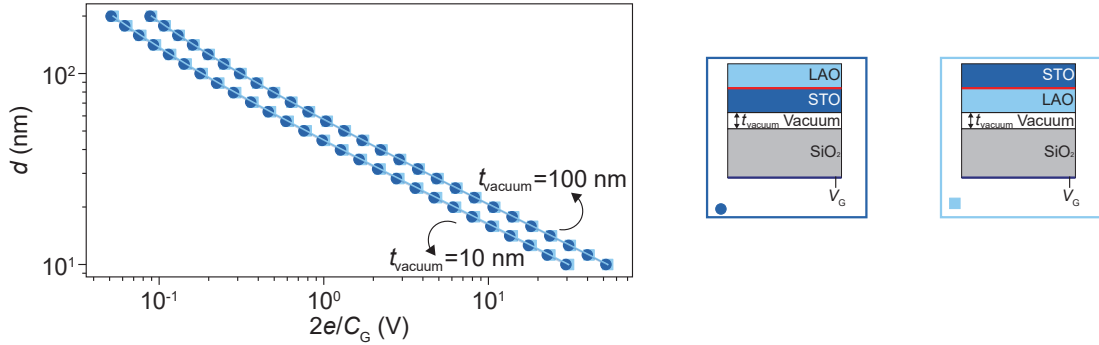 d (nm)
10²
10¹
t_vacuum=100 nm
t_vacuum=10 nm
10⁻¹
10⁰
10¹
2e/C_G (V)
LAO
STO
t_vacuum Vacuum
SiO₂
V_G
STO
LAO
t_vacuum Vacuum
SiO₂
V_G